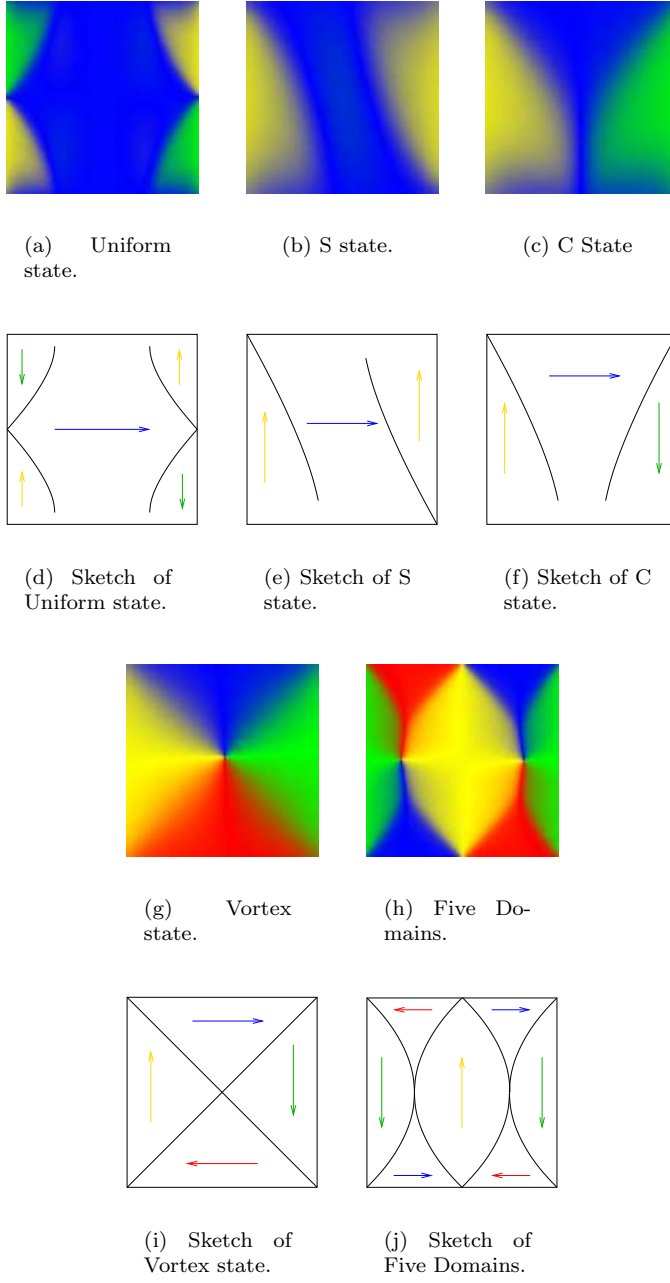 (a) Uniform
state.
(b) S state.
(c) C State
(d) Sketch of
Uniform state.
(e) Sketch of S
state.
(f) Sketch of C
state.
(g) Vortex
state.
(h) Five Do-
mains.
(i) Sketch of
Vortex state.
(j) Sketch of
Five Domains.